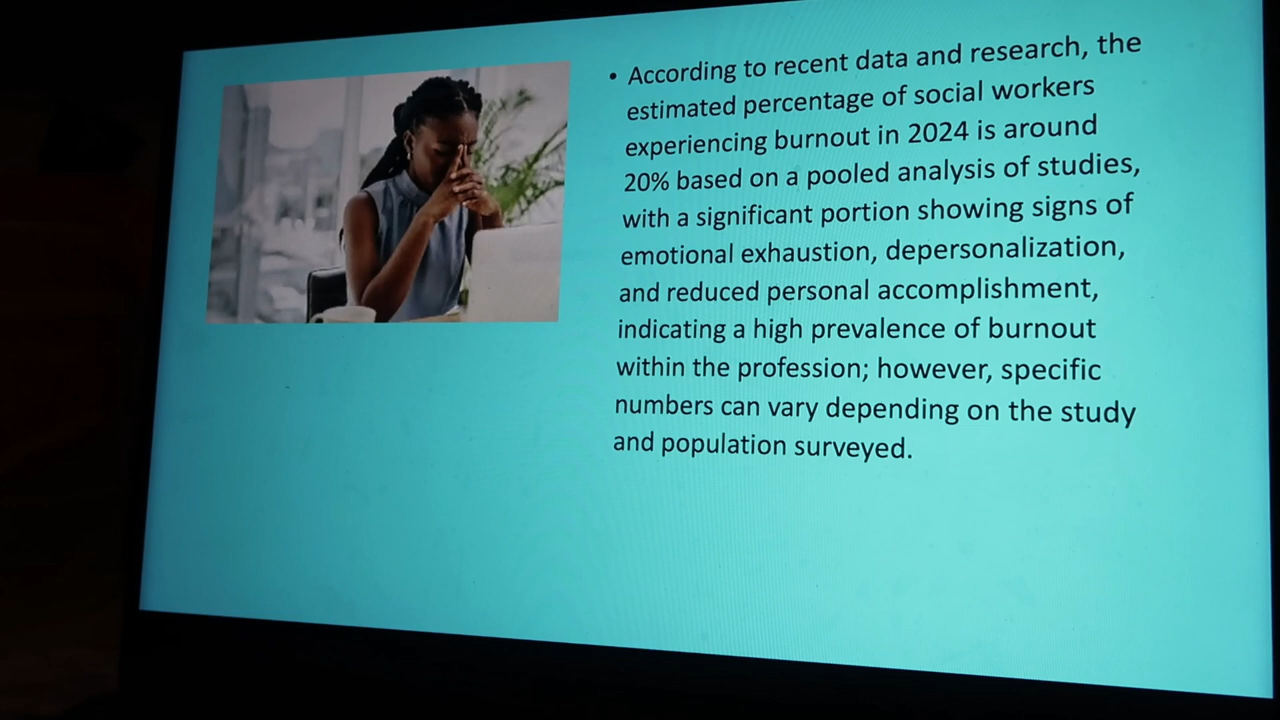 • According to recent data and research, the
estimated percentage of social workers
experiencing burnout in 2024 is around
20% based on a pooled analysis of studies,
with a significant portion showing signs of
emotional exhaustion, depersonalization,
and reduced personal accomplishment,
indicating a high prevalence of burnout
within the profession; however, specific
numbers can vary depending on the study
and population surveyed.